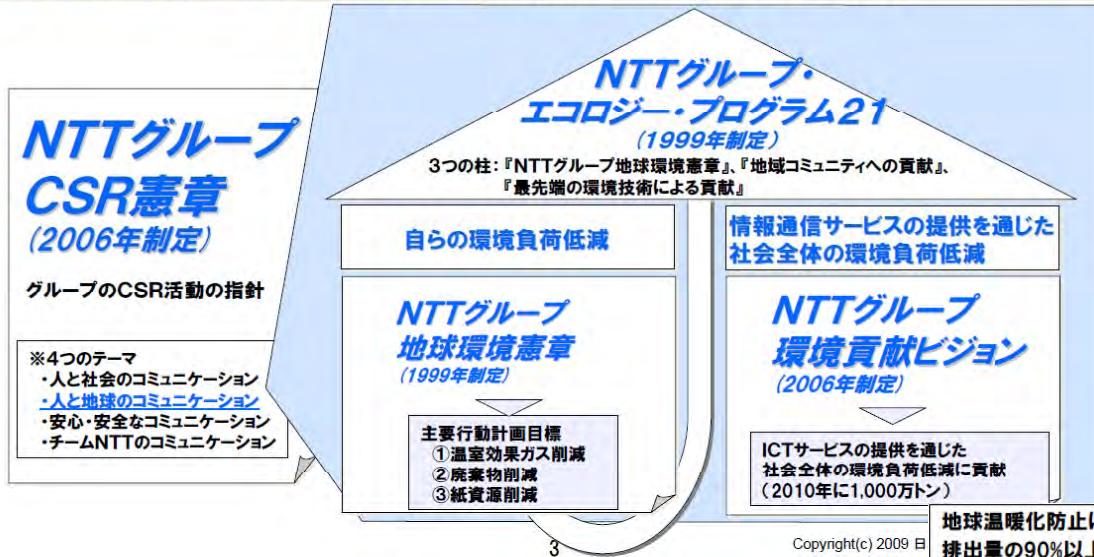 NTTグループ
CSR憲章
(2006年制定)
グループのCSR活動の指針
※4つのテーマ
・人と社会のコミュニケーション
・人と地球のコミュニケーション
・安心・安全なコミュニケーション
・チームNTTのコミュニケーション
NTTグループ・
エコロジー・プログラム21
(1999年制定)
3つの柱:『NTTグループ地球環境憲章』、『地域コミュニティへの貢献』、
『最先端の環境技術による貢献』
自らの環境負荷低減
NTTグループ
地球環境憲章
(1999年制定)
主要行動計画目標
①温室効果ガス削減
②廃棄物削減
③紙資源削減
情報通信サービスの提供を通じた
社会全体の環境負荷低減
NTTグループ
環境貢献ビジョン
(2006年制定)
ICTサービスの提供を通じた
社会全体の環境負荷低減に貢献
(2010年に1,000万トン)
3
Copyright(c) 2009 日
地球温暖化防止に
排出量の90%以上